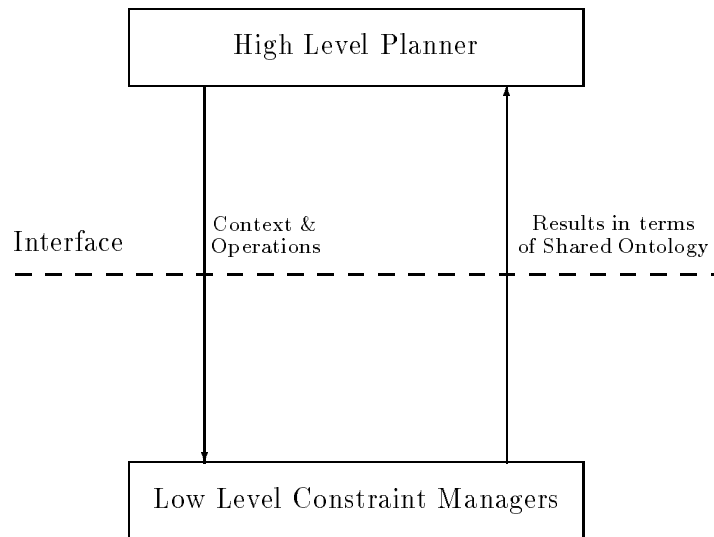 High Level Planner
Context &
Operations
Results in terms
of Shared Ontology
Interface
Low Level Constraint Managers